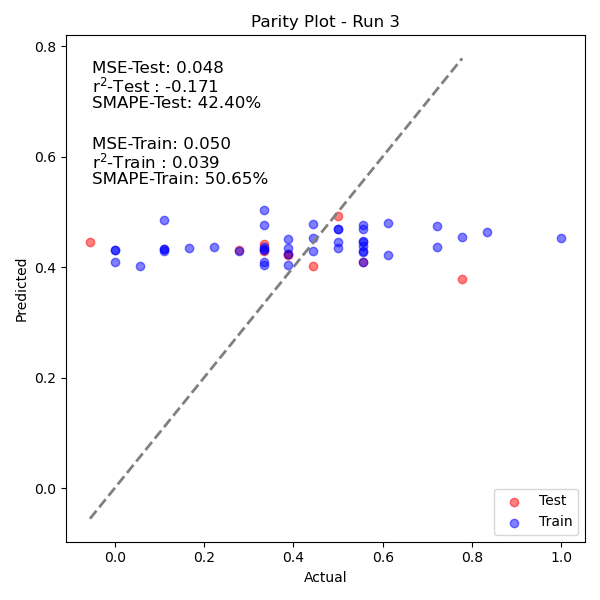 Parity Plot - Run 3
MSE-Test: 0.048
r²-Test : -0.171
SMAPE-Test: 42.40%
MSE-Train: 0.050
r²-Train : 0.039
SMAPE-Train: 50.65%
Predicted
0.8
0.6
0.4
0.2
0.0
Test
Train
0.0 0.2 0.4 0.6 0.8 1.0
Actual